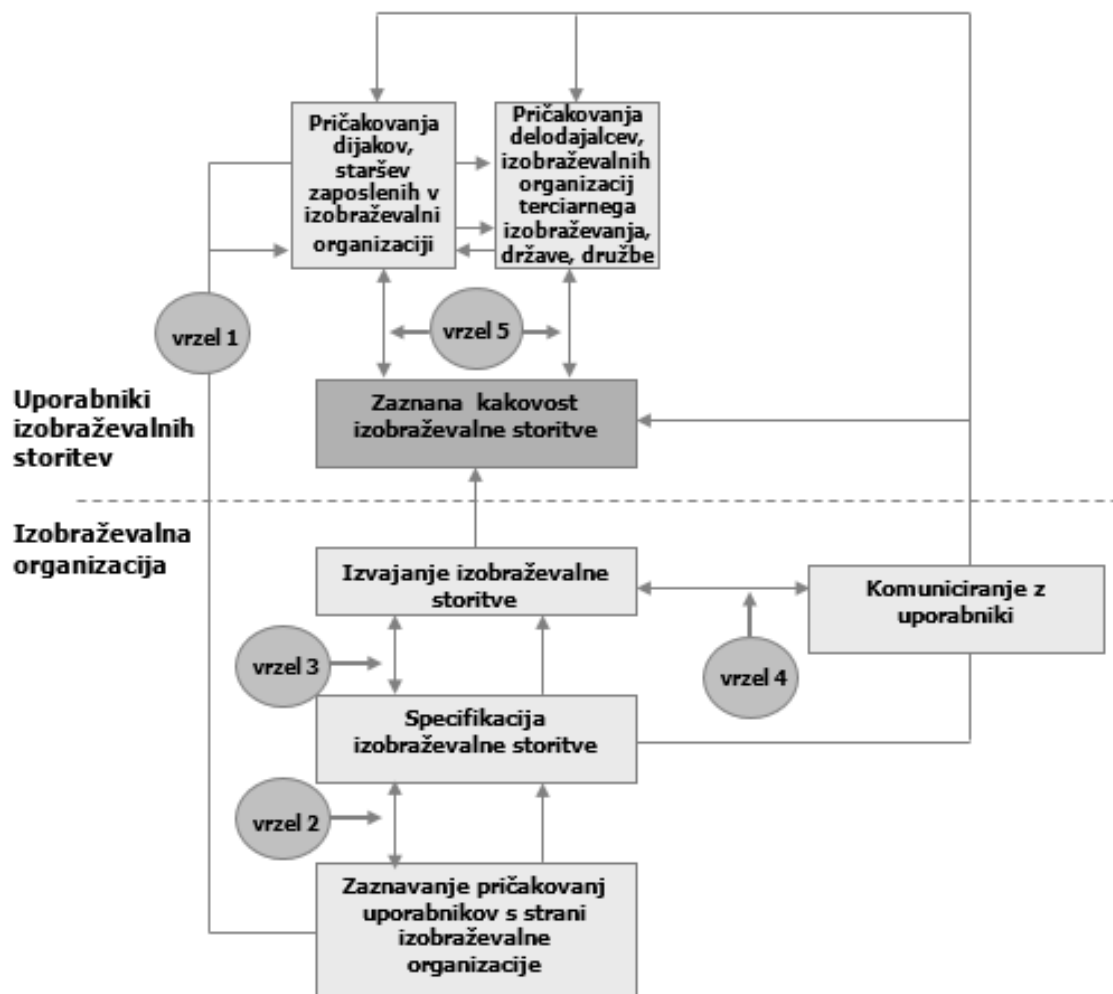 Pričakovanja
dijakov,
staršev
zaposlenih v
izobraževalni
organizaciji
Pričakovanja
delodajalcev,
izobraževalnih
organizacij
terciarnega
izobraževanja,
države, družbe
vrzel 1
vrzel 5
Uporabniki
izobraževalnih
storitev
Zaznana kakovost
izobraževalne storitve
Izobraževalna
organizacija
Izvajanje izobraževalne
storitve
Komuniciranje z
uporabniki
vrzel 3
vrzel 4
Specifikacija
izobraževalne storitve
vrzel 2
Zaznavanje pričakovanj
uporabnikov s strani
izobraževalne
organizacije